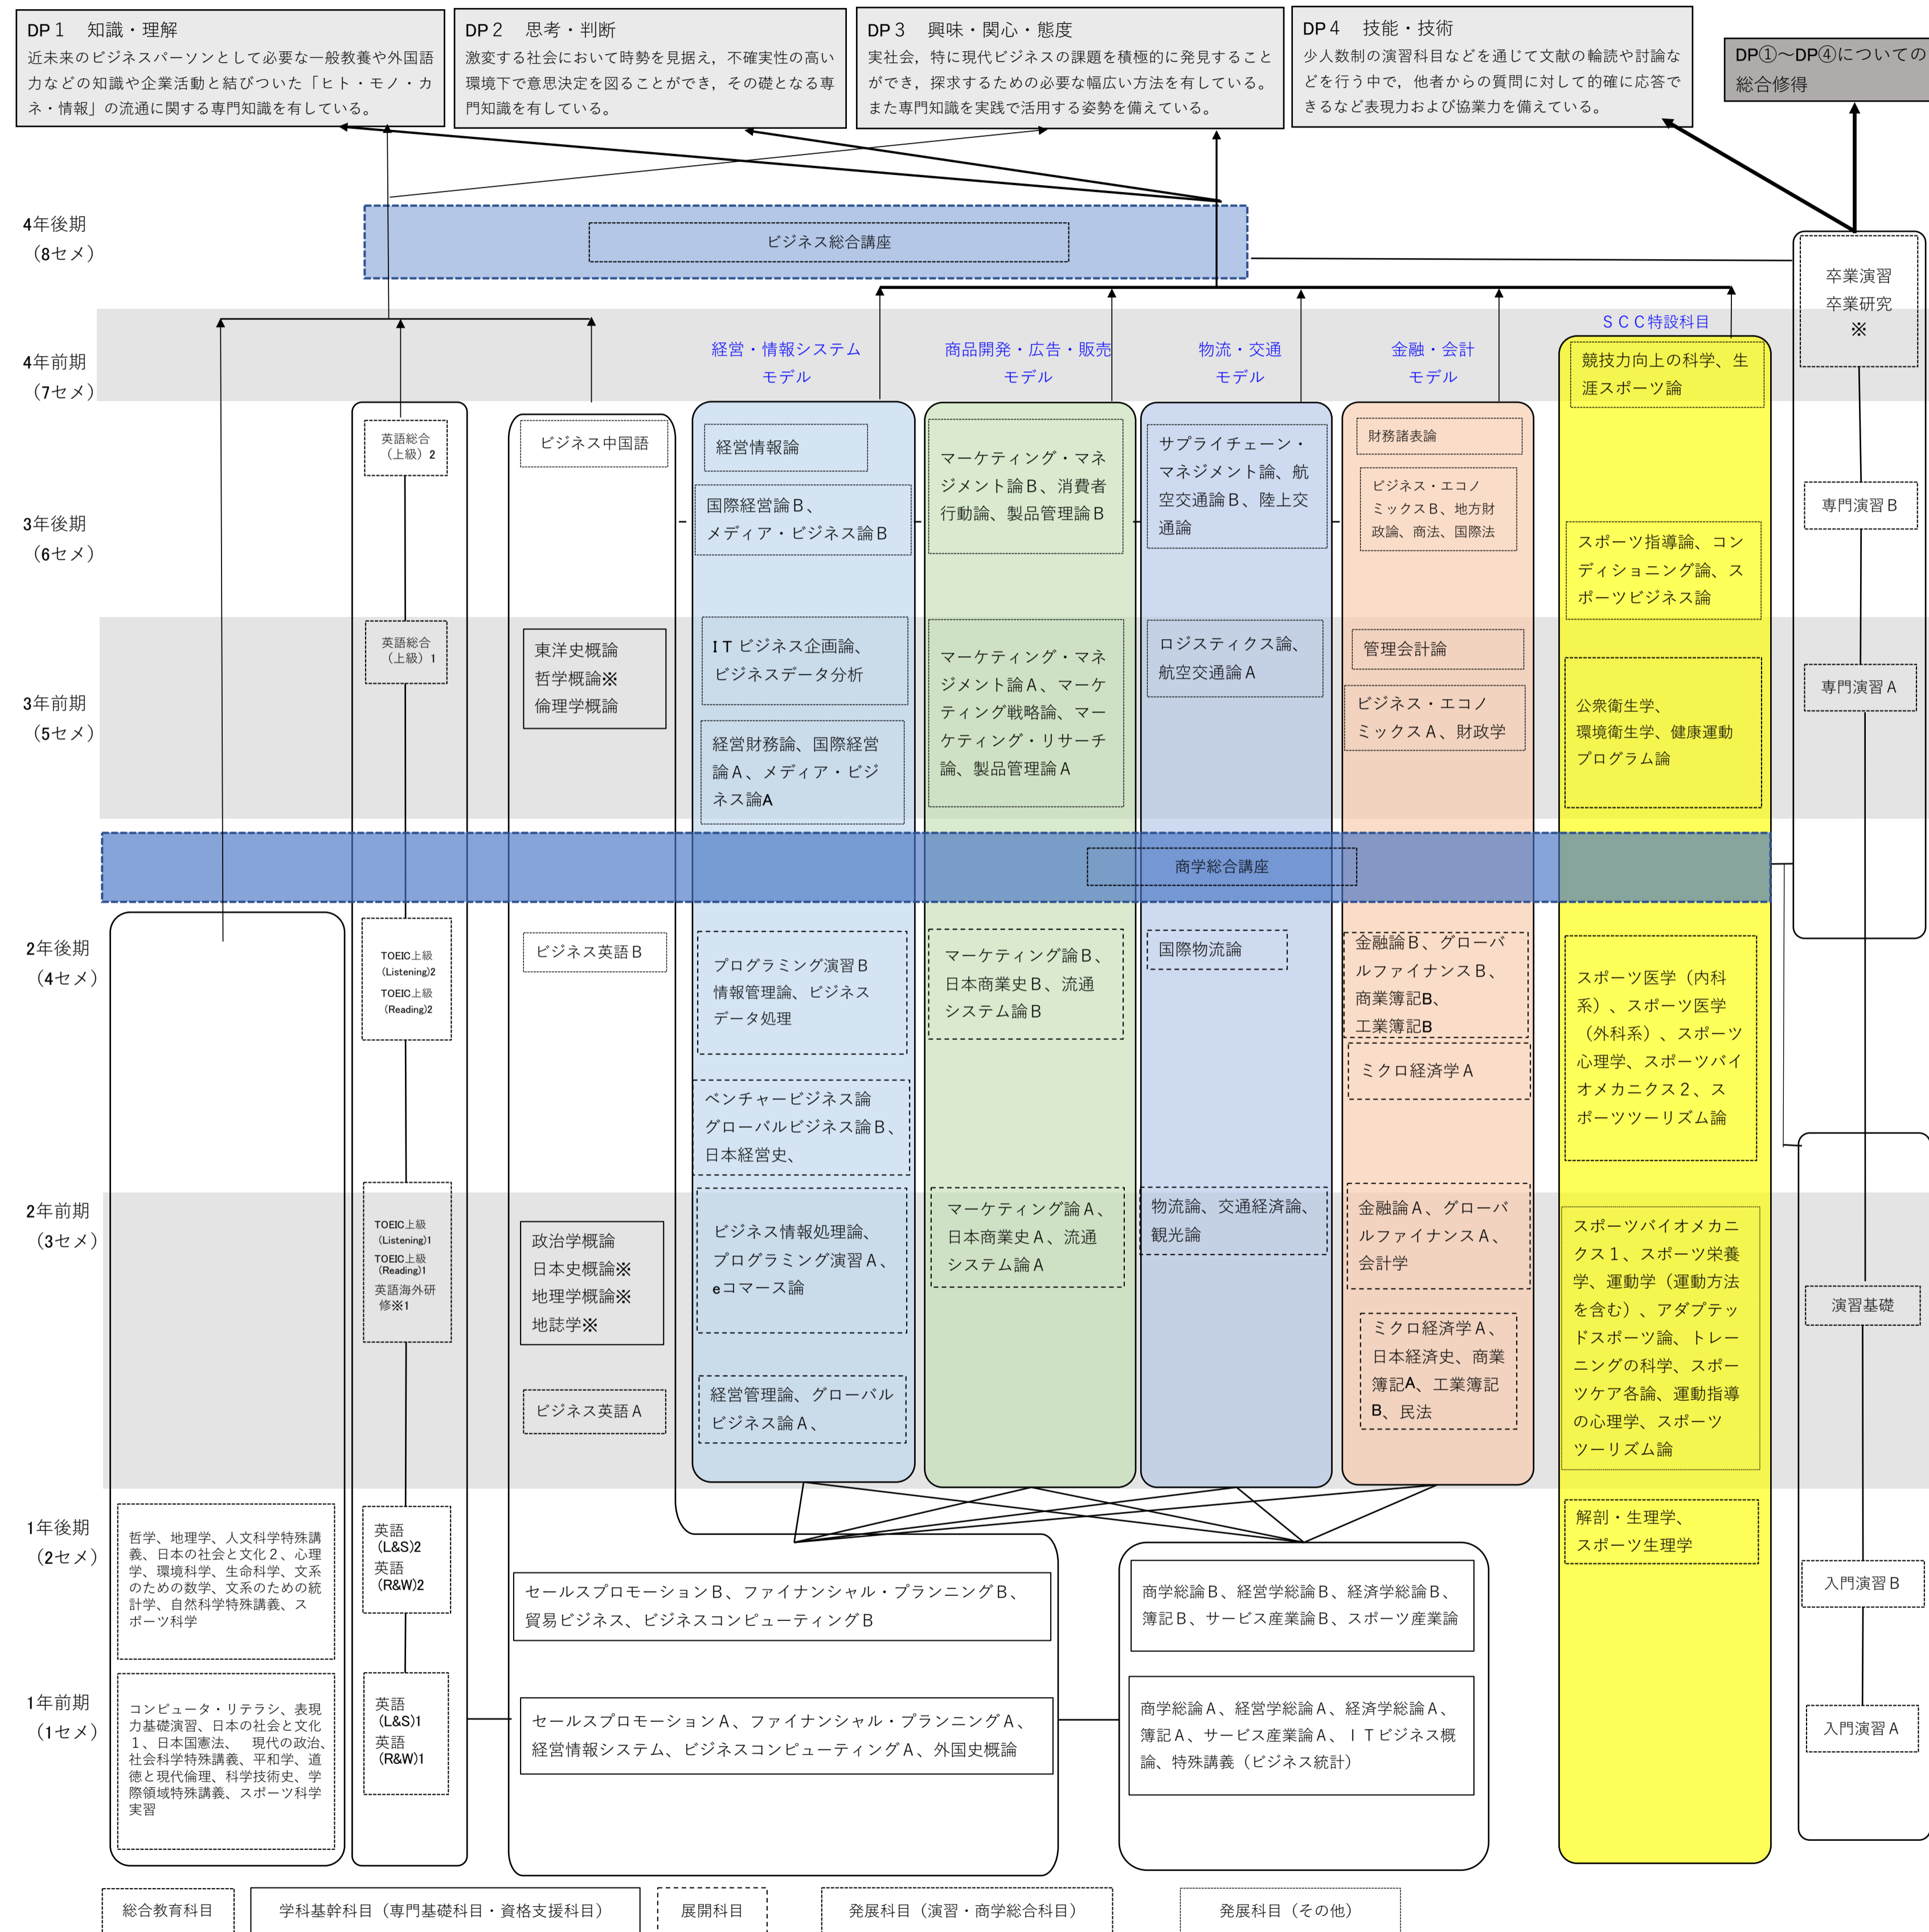 DP１　知識・理解
近未来のビジネスパーソンとして必要な一般教養や外国語
力などの知識や企業活動と結びついた「ヒト・モノ・カ
ネ・情報」の流通に関する専門知識を有している。
DP２　思考・判断
激変する社会において時勢を見据え，不確実性の高い
環境下で意思決定を図ることができ，その礎となる専
門知識を有している。
DP３　興味・関心・態度
実社会，特に現代ビジネスの課題を積極的に発見すること
ができ，探求するための必要な幅広い方法を有している。
また専門知識を実践で活用する姿勢を備えている。
DP４　技能・技術
少人数制の演習科目などを通じて文献の輪読や討論な
どを行う中で，他者からの質問に対して的確に応答で
きるなど表現力および協業力を備えている。
DP①～DP④についての
総合修得
4年後期
（8セメ）
ビジネス総合講座
卒業演習
卒業研究
※
4年前期
（7セメ）
経営・情報システム
モデル
商品開発・広告・販売
モデル
物流・交通
モデル
金融・会計
モデル
ＳＣＣ特設科目
競技力向上の科学、生
涯スポーツ論
3年後期
（6セメ）
英語総合
（上級）2
ビジネス中国語
経営情報論
国際経営論Ｂ、
メディア・ビジネス論Ｂ
マーケティング・マネ
ジメント論Ｂ、消費者
行動論、製品管理論Ｂ
サプライチェーン・
マネジメント論、航
空交通論Ｂ、陸上交
通論
財務諸表論
ビジネス・エコノ
ミックスＢ、地方財
政論、商法、国際法
スポーツ指導論、コン
ディショニング論、ス
ポーツビジネス論
専門演習Ｂ
3年前期
（5セメ）
英語総合
（上級）1
東洋史概論
哲学概論※
倫理学概論
ＩＴビジネス企画論、
ビジネスデータ分析
経営財務論、国際経営
論Ａ、メディア・ビジ
ネス論A
マーケティング・マネ
ジメント論Ａ、マーケ
ティング戦略論、マー
ケティング・リサーチ
論、製品管理論Ａ
ロジスティクス論、
航空交通論Ａ
管理会計論
ビジネス・エコノ
ミックスＡ、財政学
公衆衛生学、
環境衛生学、健康運動
プログラム論
専門演習Ａ
商学総合講座
2年後期
（4セメ）
TOEIC上級
(Listening)2
TOEIC上級
(Reading)2
ビジネス英語Ｂ
プログラミング演習Ｂ
情報管理論、ビジネス
データ処理
ベンチャービジネス論
グローバルビジネス論Ｂ、
日本経営史、
マーケティング論Ｂ、
日本商業史Ｂ、流通
システム論Ｂ
国際物流論
金融論Ｂ、グローバ
ルファイナンスＢ、
商業簿記B、
工業簿記B
ミクロ経済学Ａ
スポーツ医学（内科
系）、スポーツ医学
（外科系）、スポーツ
心理学、スポーツバイ
オメカニクス２、ス
ポーツツーリズム論
2年前期
（3セメ）
TOEIC上級
(Listening)1
TOEIC上級
(Reading)1
英語海外研
修※1
政治学概論
日本史概論※
地理学概論※
地誌学※
ビジネス英語Ａ
ビジネス情報処理論、
プログラミング演習Ａ、
eコマース論
経営管理論、グローバル
ビジネス論Ａ、
マーケティング論Ａ、
日本商業史Ａ、流通
システム論Ａ
物流論、交通経済論、
観光論
金融論Ａ、グローバ
ルファイナンスＡ、
会計学
ミクロ経済学Ａ、
日本経済史、商業
簿記A、工業簿記
B、民法
スポーツバイオメカニ
クス１、スポーツ栄養
学、運動学（運動方法
を含む）、アダプテッ
ドスポーツ論、トレー
ニングの科学、スポー
ツケア各論、運動指導
の心理学、スポーツ
ツーリズム論
演習基礎
1年後期
（2セメ）
哲学、地理学、人文科学特殊講
義、日本の社会と文化２、心理
学、環境科学、生命科学、文系
のための数学、文系のための統
計学、自然科学特殊講義、ス
ポーツ科学
英語
(L&S)2
英語
(R&W)2
セールスプロモーションＢ、ファイナンシャル・プランニングＢ、
貿易ビジネス、ビジネスコンピューティングＢ
商学総論Ｂ、経営学総論Ｂ、経済学総論Ｂ、
簿記Ｂ、サービス産業論Ｂ、スポーツ産業論
解剖・生理学、
スポーツ生理学
入門演習Ｂ
1年前期
（1セメ）
コンピュータ・リテラシ、表現
力基礎演習、日本の社会と文化
１、日本国憲法、　現代の政治、
社会科学特殊講義、平和学、道
徳と現代倫理、科学技術史、学
際領域特殊講義、スポーツ科学
実習
英語
(L&S)1
英語
(R&W)1
セールスプロモーションＡ、ファイナンシャル・プランニングＡ、
経営情報システム、ビジネスコンピューティングＡ、外国史概論
商学総論Ａ、経営学総論Ａ、経済学総論Ａ、
簿記Ａ、サービス産業論Ａ、ＩＴビジネス概
論、特殊講義（ビジネス統計）
入門演習Ａ
総合教育科目
学科基幹科目（専門基礎科目・資格支援科目）
展開科目
発展科目（演習・商学総合科目）
発展科目（その他）